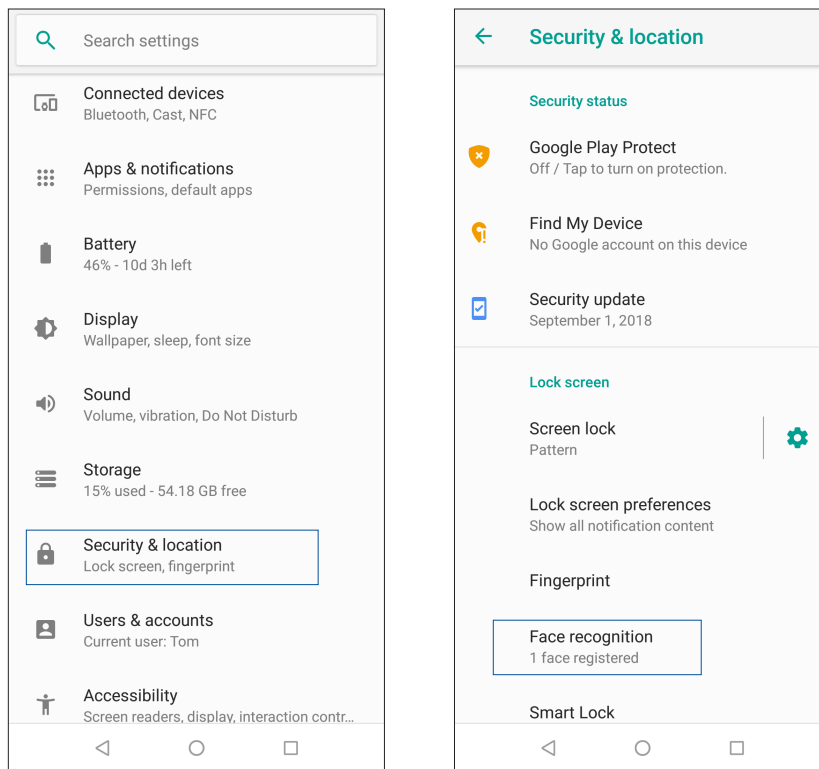 Search settings
Connected devices
Bluetooth, Cast, NFC
Apps & notifications
Permissions, default apps
Battery
46% - 10d 3h left
Display
Wallpaper, sleep, font size
Sound
Volume, vibration, Do Not Disturb
Storage
15% used - 54.18 GB free
Security & location
Lock screen, fingerprint
Users & accounts
Current user: Tom
Accessibility
Screen readers, display, interaction contr...
Security & location
Security status
Google Play Protect
Off / Tap to turn on protection.
Find My Device
No Google account on this device
Security update
September 1, 2018
Lock screen
Screen lock
Pattern
Lock screen preferences
Show all notification content
Fingerprint
Face recognition
1 face registered
Smart Lock